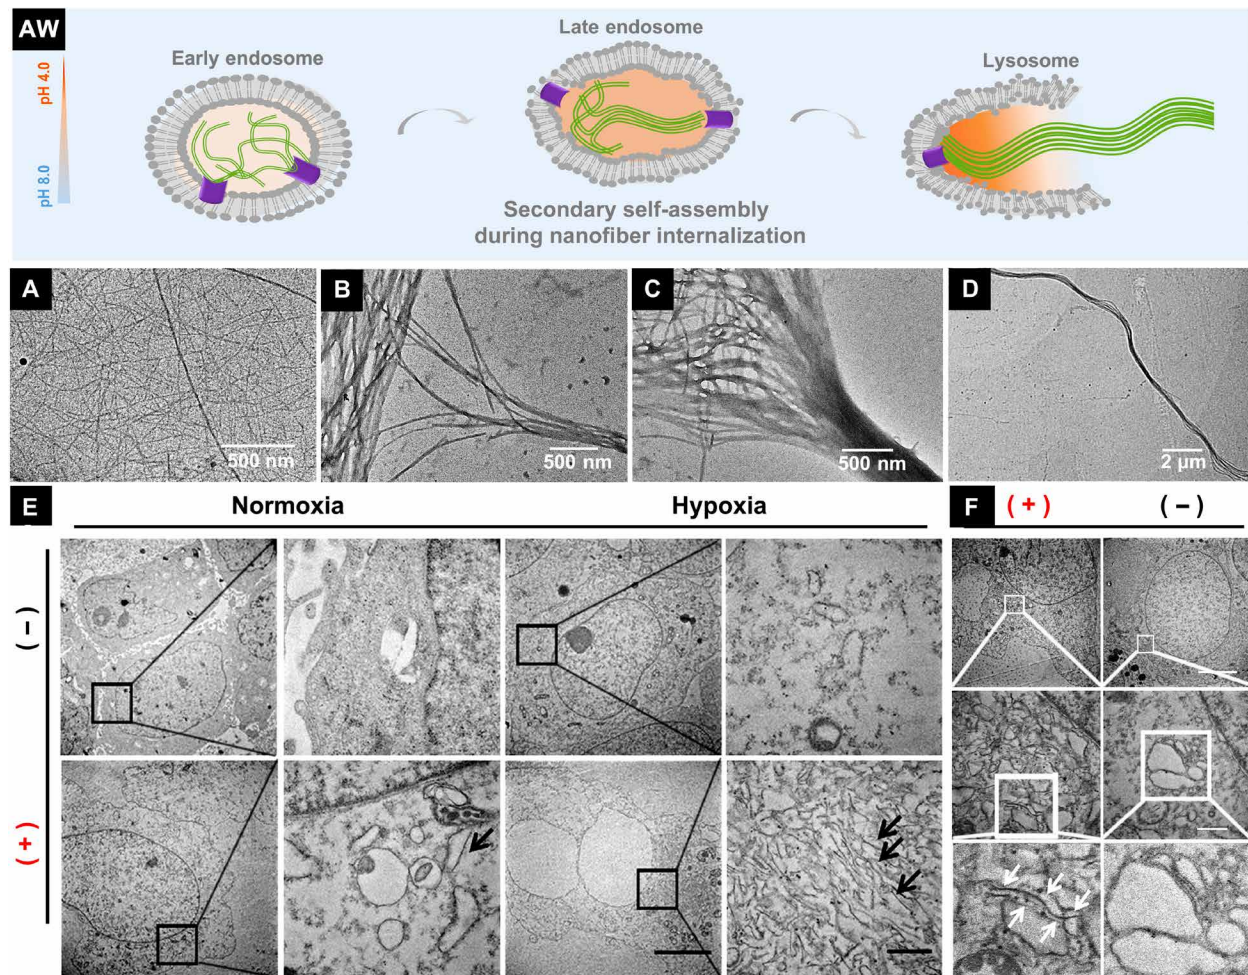 AW
Early endosome
Late endosome
Lysosome
pH 4.0
pH 8.0
Secondary self-assembly
during nanofiber internalization
A
B
C
D
500 nm
500 nm
500 nm
2 µm
E
Normoxia
Hypoxia
F
( + )
( – )
( – )
( + )